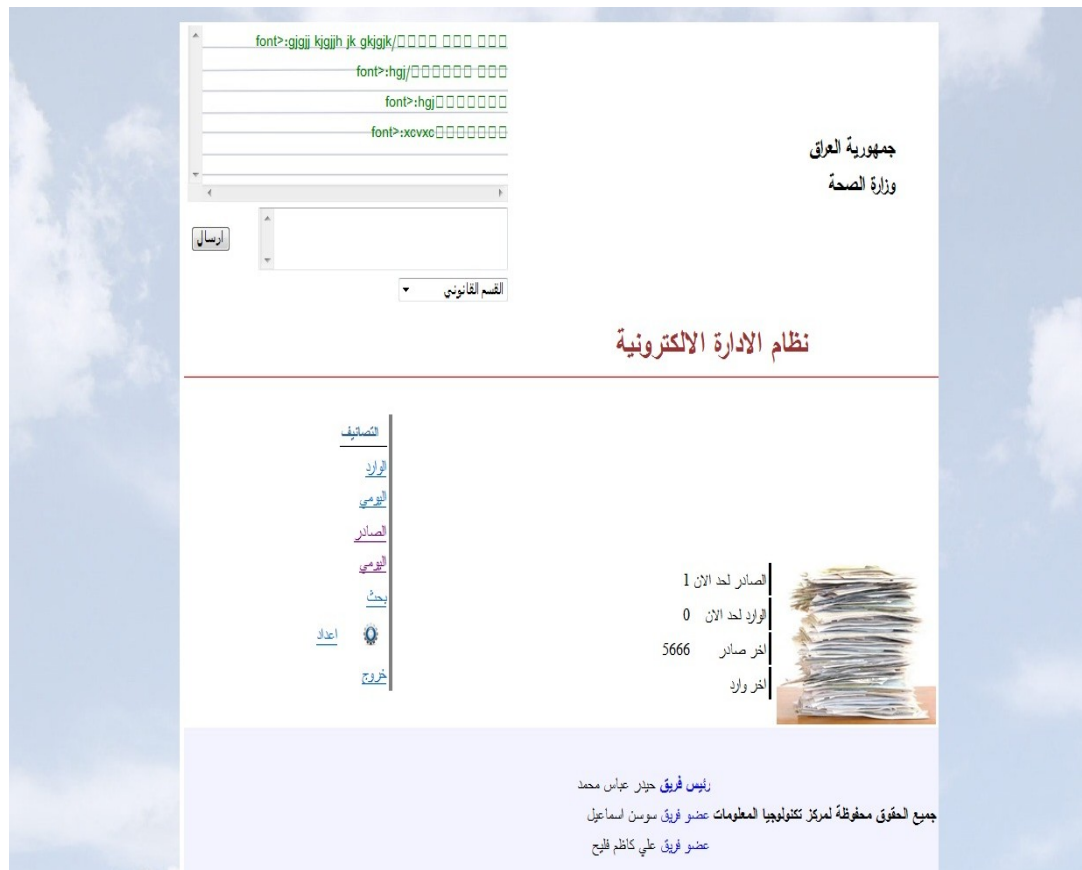 font>:gjgjj kjgjjh jk gkjgjk/□□□□ □□□ □□□
font>:hgj/□□□□□□ □□□
font>:hgj□□□□□□□
font>:xcvxc□□□□□□□
جمهورية العراق
وزارة الصحة
ارسال
القسم القانوني
نظام الادارة الالكترونية
التصانيف
الوارد
اليومي
الصادر
اليومي
بحث
اعداد
خروج
الصادر لحد الان 1
الوارد لحد الان 0
اخر صادر 5666
اخر وارد
رئيس فريق حيدر عباس محمد
جميع الحقوق محفوظة لمركز تكنولوجيا المعلومات عضو فريق سوسن اسماعيل
عضو فريق علي كاظم فليح